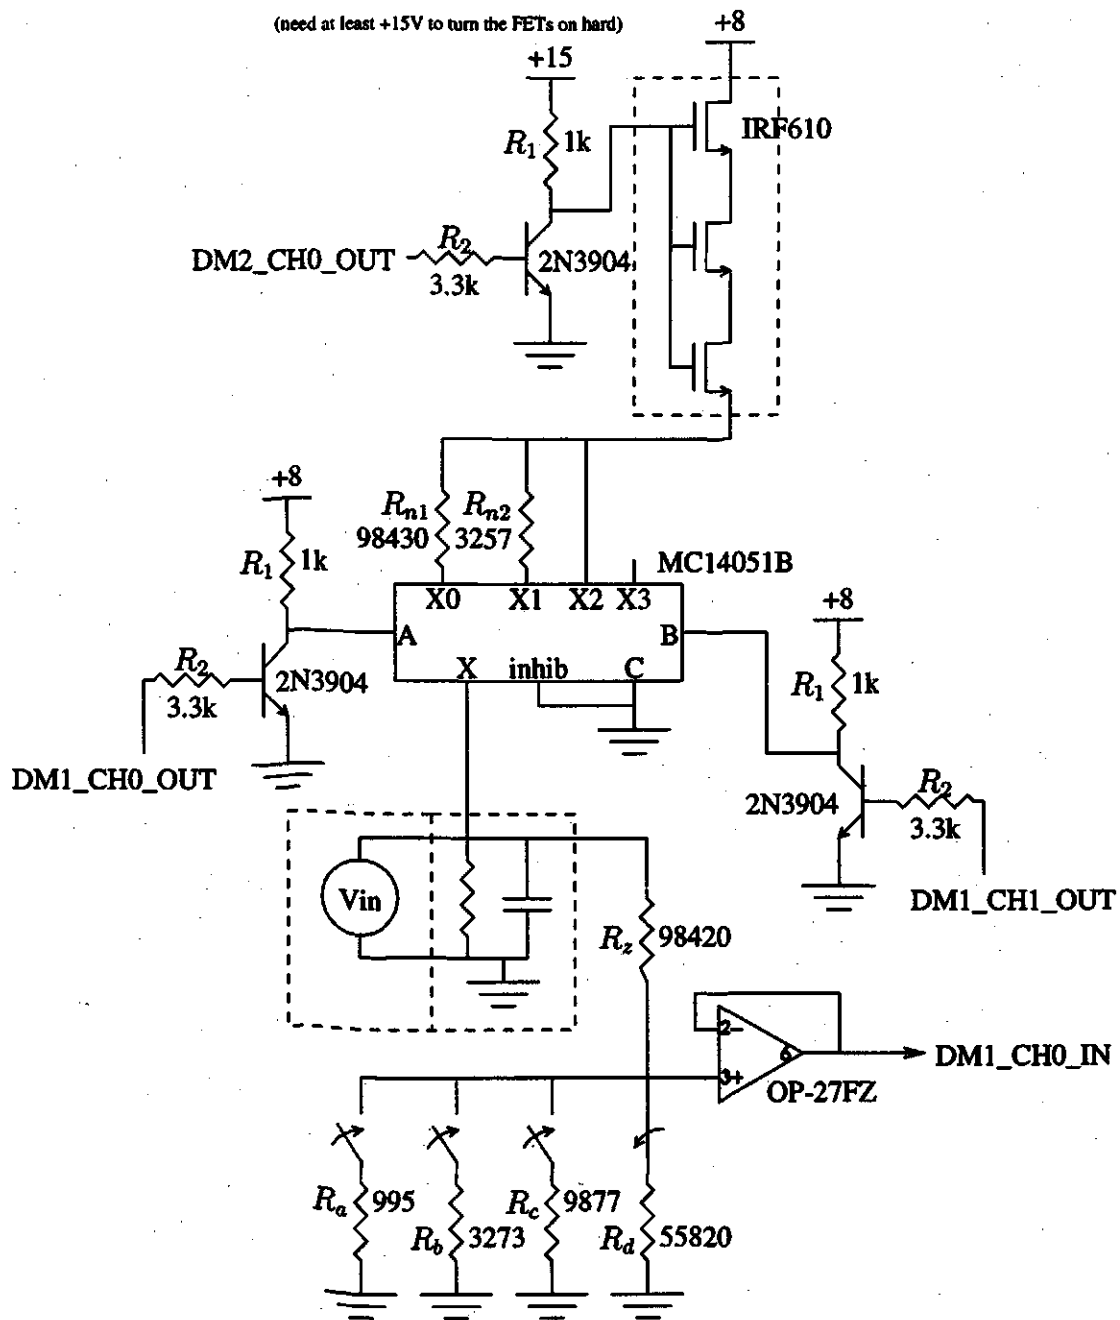 (need at least +15V to turn the FETs on hard)
+8
+15
R1 1k
IRF610
DM2_CH0_OUT
R2
3.3k
2N3904
+8
R1 1k
Rn1
98430
Rn2
3257
MC14051B
X0 X1 X2 X3
A
B
X inhib C
R2
3.3k
2N3904
DM1_CH0_OUT
+8
R1 1k
2N3904
R2
3.3k
DM1_CH1_OUT
Vin
Rz 98420
2-
6
3+
OP-27FZ
DM1_CH0_IN
Ra 995
Rb 3273
Rc 9877
Rd 55820